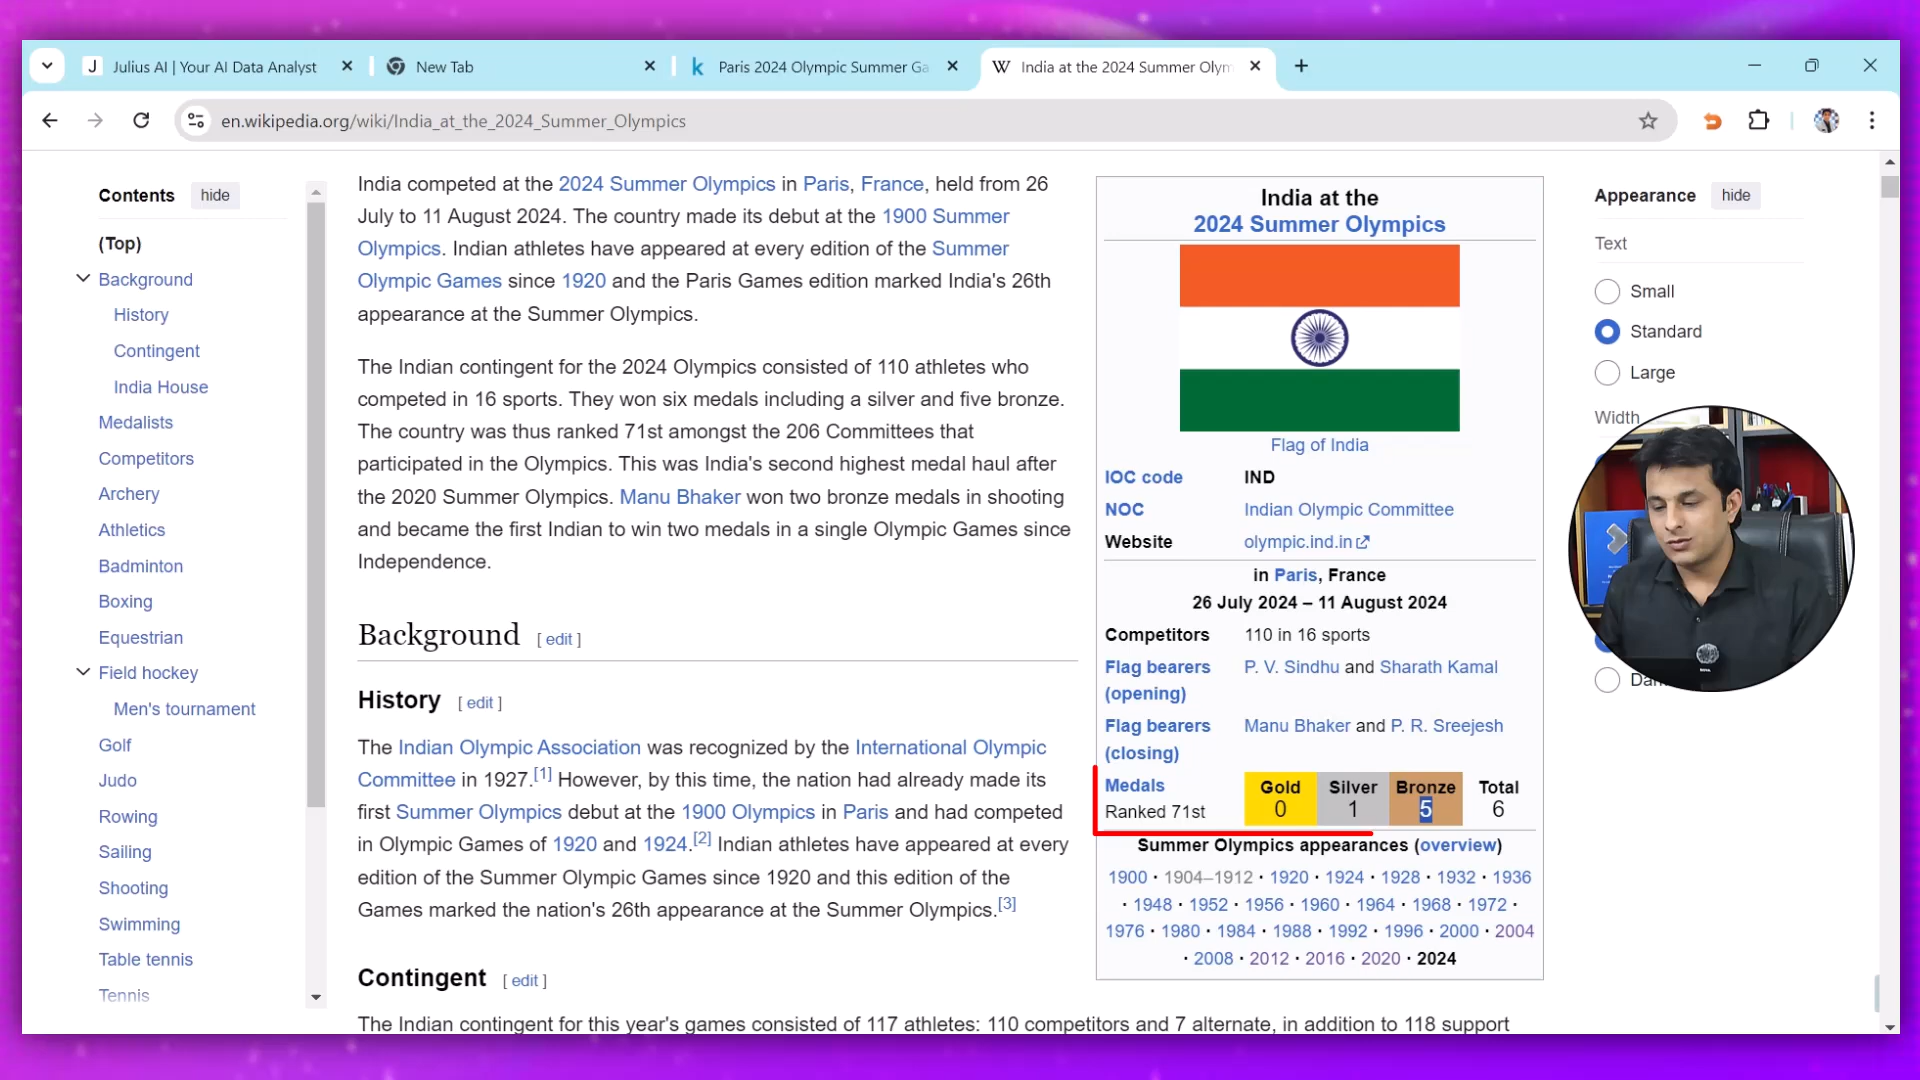 J Julius AI | Your AI Data Analyst
New Tab
k Paris 2024 Olympic Summer Ga
W India at the 2024 Summer Olym
en.wikipedia.org/wiki/India_at_the_2024_Summer_Olympics
Contents hide
(Top)
Background
History
Contingent
India House
Medalists
Competitors
Archery
Athletics
Badminton
Boxing
Equestrian
Field hockey
Men's tournament
Golf
Judo
Rowing
Sailing
Shooting
Swimming
Table tennis
Tennis
India competed at the 2024 Summer Olympics in Paris, France, held from 26
July to 11 August 2024. The country made its debut at the 1900 Summer
Olympics. Indian athletes have appeared at every edition of the Summer
Olympic Games since 1920 and the Paris Games edition marked India's 26th
appearance at the Summer Olympics.
The Indian contingent for the 2024 Olympics consisted of 110 athletes who
competed in 16 sports. They won six medals including a silver and five bronze.
The country was thus ranked 71st amongst the 206 Committees that
participated in the Olympics. This was India's second highest medal haul after
the 2020 Summer Olympics. Manu Bhaker won two bronze medals in shooting
and became the first Indian to win two medals in a single Olympic Games since
Independence.
Background [ edit ]
History [ edit ]
The Indian Olympic Association was recognized by the International Olympic
Committee in 1927.[1] However, by this time, the nation had already made its
first Summer Olympics debut at the 1900 Olympics in Paris and had competed
in Olympic Games of 1920 and 1924.[2] Indian athletes have appeared at every
edition of the Summer Olympic Games since 1920 and this edition of the
Games marked the nation's 26th appearance at the Summer Olympics.[3]
Contingent [ edit ]
The Indian contingent for this year's games consisted of 117 athletes: 110 competitors and 7 alternate, in addition to 118 support
India at the
2024 Summer Olympics
Flag of India
IOC code IND
NOC Indian Olympic Committee
Website olympic.ind.in
in Paris, France
26 July 2024 – 11 August 2024
Competitors 110 in 16 sports
Flag bearers (opening) P. V. Sindhu and Sharath Kamal
Flag bearers (closing) Manu Bhaker and P. R. Sreejesh
Medals Gold Silver Bronze Total
Ranked 71st 0 1 5 6
Summer Olympics appearances (overview)
1900 · 1904–1912 · 1920 · 1924 · 1928 · 1932 · 1936
· 1948 · 1952 · 1956 · 1960 · 1964 · 1968 · 1972 ·
1976 · 1980 · 1984 · 1988 · 1992 · 1996 · 2000 · 2004
· 2008 · 2012 · 2016 · 2020 · 2024
Appearance hide
Text
Small
Standard
Large
Width